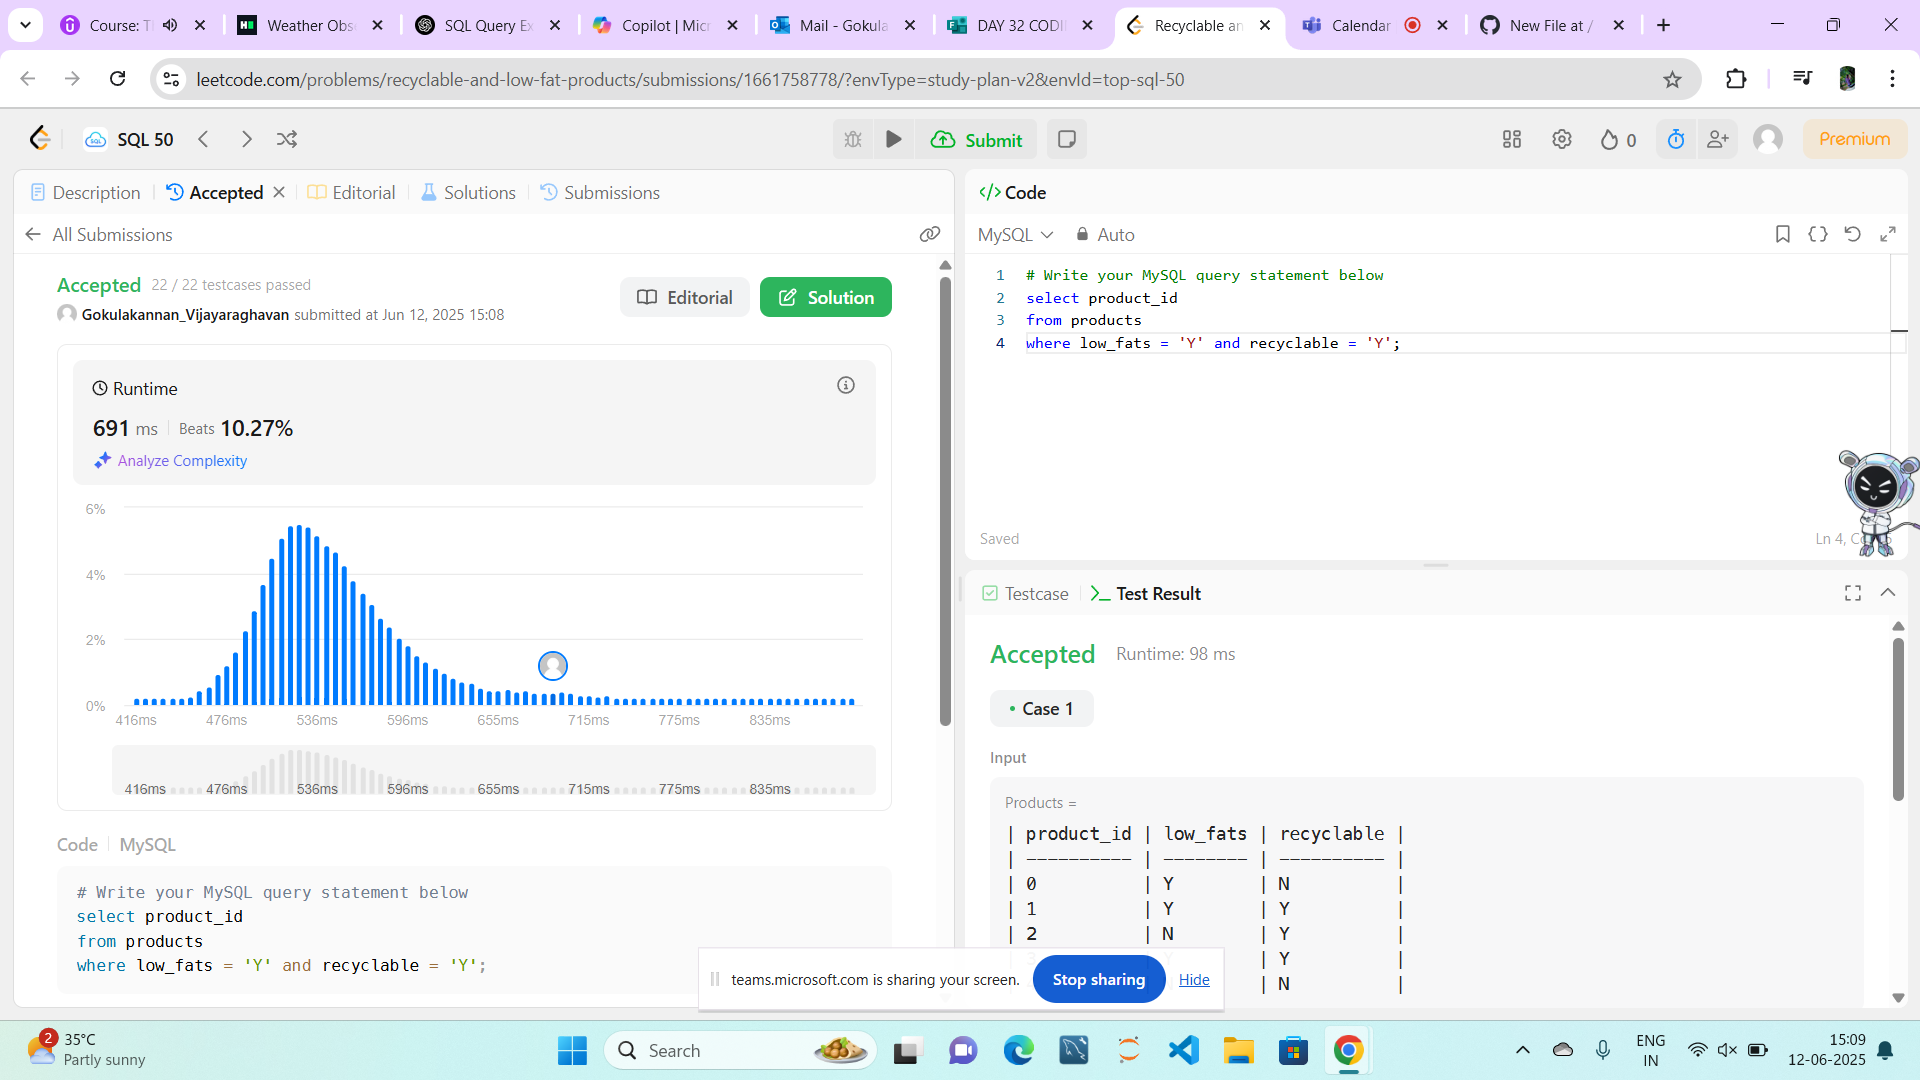 Course: T
Weather Obs
SQL Query Ex
Copilot | Micr
Mail - Gokula
DAY 32 CODI
Recyclable an
Calendar
New File at /
leetcode.com/problems/recyclable-and-low-fat-products/submissions/1661758778/?envType=study-plan-v2&envId=top-sql-50
SQL 50
Submit
0
Premium
Description
Accepted
Editorial
Solutions
Submissions
All Submissions
Accepted 22 / 22 testcases passed
Gokulakannan_Vijayaraghavan submitted at Jun 12, 2025 15:08
Editorial
Solution
Runtime
691 ms Beats 10.27%
Analyze Complexity
6%
4%
2%
0%
416ms 476ms 536ms 596ms 655ms 715ms 775ms 835ms
416ms 476ms 536ms 596ms 655ms 715ms 775ms 835ms
Code MySQL
# Write your MySQL query statement below
select product_id
from products
where low_fats = 'Y' and recyclable = 'Y';
</> Code
MySQL Auto
1 # Write your MySQL query statement below
2 select product_id
3 from products
4 where low_fats = 'Y' and recyclable = 'Y';
Saved
Ln 4,
Testcase
Test Result
Accepted Runtime: 98 ms
• Case 1
Input
Products =
| product_id | low_fats | recyclable |
| ---------- | -------- | ---------- |
| 0 | Y | N |
| 1 | Y | Y |
| 2 | N | Y |
| Y |
| N |
teams.microsoft.com is sharing your screen.
Stop sharing
Hide
2
35°C
Partly sunny
Search
ENG
IN
15:09
12-06-2025